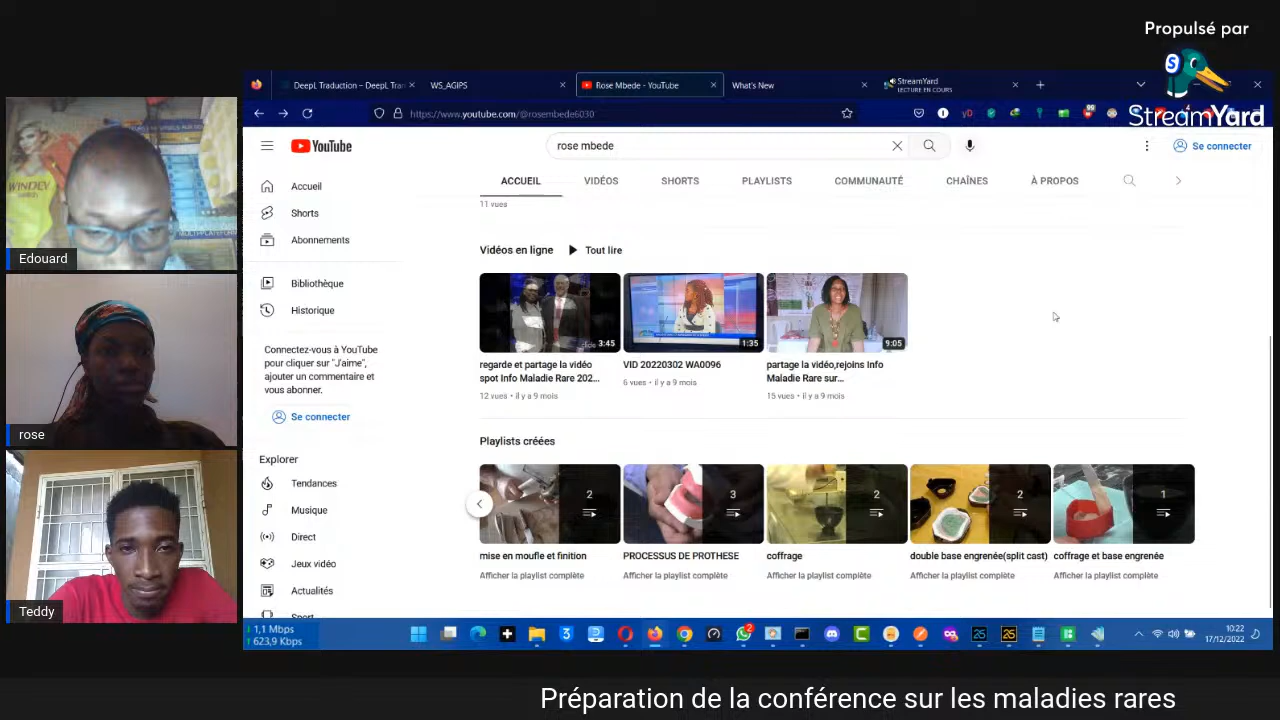 Propulsé par
StreamYard
DeepL Traduction – DeepL Tran
WS_AGIPS
Rose Mbede - YouTube
What's New
StreamYard
LECTURE EN COURS
https://www.youtube.com/@rosembede6030
YouTube
rose mbede
Se connecter
ACCUEIL
VIDÉOS
SHORTS
PLAYLISTS
COMMUNAUTÉ
CHAÎNES
À PROPOS
11 vues
Accueil
Shorts
Abonnements
Bibliothèque
Historique
Connectez-vous à YouTube
pour cliquer sur "J'aime",
ajouter un commentaire et
vous abonner.
Se connecter
Explorer
Tendances
Musique
Direct
Jeux vidéo
Actualités
Sport
Vidéos en ligne
Tout lire
3:45
1:35
9:05
regarde et partage la vidéo
spot Info Maladie Rare 202...
12 vues • il y a 9 mois
VID 20220302 WA0096
6 vues • il y a 9 mois
partage la vidéo,rejoins Info
Maladie Rare sur...
15 vues • il y a 9 mois
Playlists créées
2
3
2
2
1
mise en moufle et finition
Afficher la playlist complète
PROCESSUS DE PROTHESE
Afficher la playlist complète
coffrage
Afficher la playlist complète
double base engrenée(split cast)
Afficher la playlist complète
coffrage et base engrenée
Afficher la playlist complète
WINDEV
Edouard
rose
Teddy
1,1 Mbps
623,9 Kbps
2
10:22
17/12/2022
Préparation de la conférence sur les maladies rares